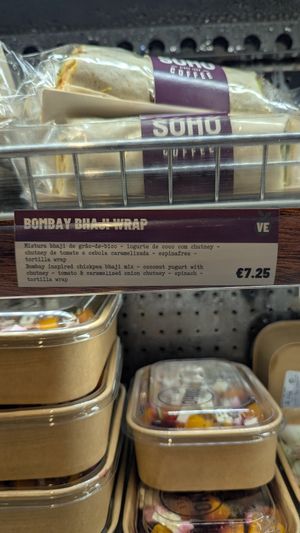 SOHO
COFFEE
SOHO
COFFEE
BOMBAY BHAJI WRAP
VE
Mistura bhaji de grão-de-bico - iogurte de coco com chutney -
chutney de tomate e cebola caramelizada - espinafres -
tortilla wrap
Bombay inspired chickpea bhaji mix - coconut yogurt with
chutney - tomato & caramelised onion chutney - spinach -
tortilla wrap
€7.25